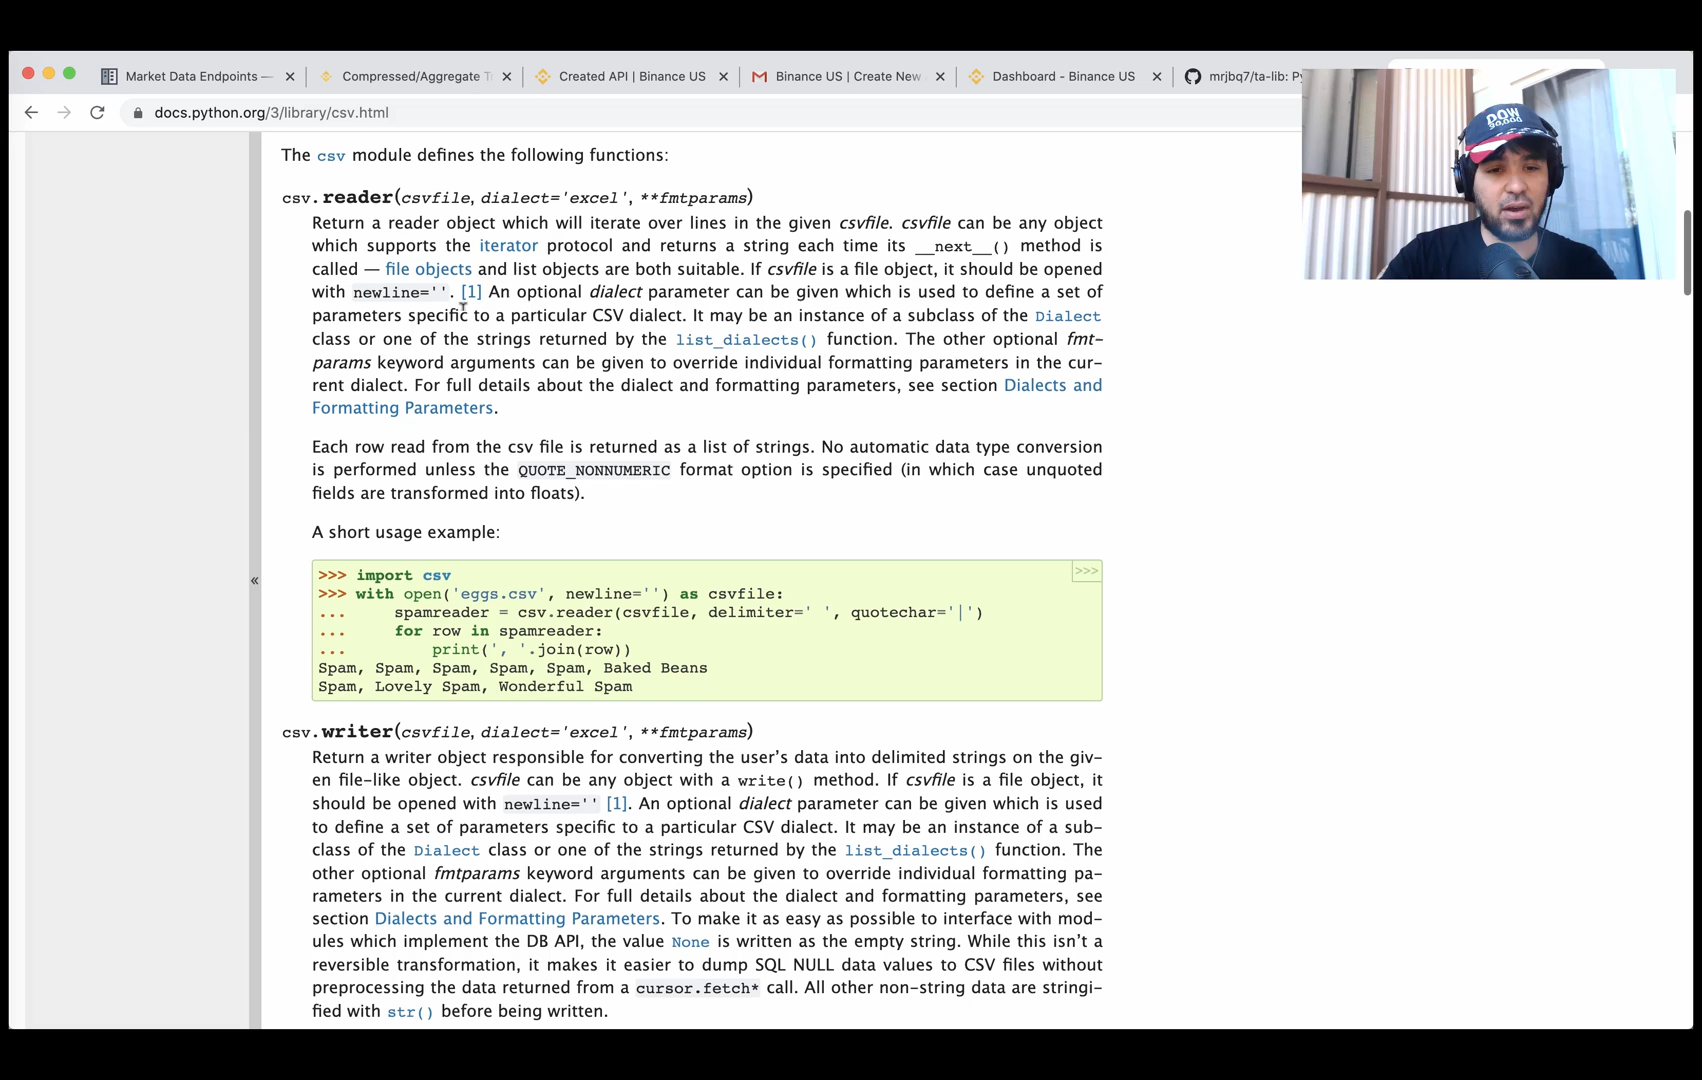 Market Data Endpoints —
Compressed/Aggregate T
Created API | Binance US
Binance US | Create New
Dashboard - Binance US
mrjbq7/ta-lib: Py
docs.python.org/3/library/csv.html
DOW
The csv module defines the following functions:
csv.reader(csvfile, dialect='excel', **fmtparams)
Return a reader object which will iterate over lines in the given csvfile. csvfile can be any object
which supports the iterator protocol and returns a string each time its __next__() method is
called — file objects and list objects are both suitable. If csvfile is a file object, it should be opened
with newline=''. [1] An optional dialect parameter can be given which is used to define a set of
parameters specific to a particular CSV dialect. It may be an instance of a subclass of the Dialect
class or one of the strings returned by the list_dialects() function. The other optional fmt-
params keyword arguments can be given to override individual formatting parameters in the cur-
rent dialect. For full details about the dialect and formatting parameters, see section Dialects and
Formatting Parameters.
Each row read from the csv file is returned as a list of strings. No automatic data type conversion
is performed unless the QUOTE_NONNUMERIC format option is specified (in which case unquoted
fields are transformed into floats).
A short usage example:
>>>
>>> import csv
>>> with open('eggs.csv', newline='') as csvfile:
... spamreader = csv.reader(csvfile, delimiter=' ', quotechar='|')
... for row in spamreader:
... print(', '.join(row))
Spam, Spam, Spam, Spam, Spam, Baked Beans
Spam, Lovely Spam, Wonderful Spam
«
csv.writer(csvfile, dialect='excel', **fmtparams)
Return a writer object responsible for converting the user's data into delimited strings on the giv-
en file-like object. csvfile can be any object with a write() method. If csvfile is a file object, it
should be opened with newline='' [1]. An optional dialect parameter can be given which is used
to define a set of parameters specific to a particular CSV dialect. It may be an instance of a sub-
class of the Dialect class or one of the strings returned by the list_dialects() function. The
other optional fmtparams keyword arguments can be given to override individual formatting pa-
rameters in the current dialect. For full details about the dialect and formatting parameters, see
section Dialects and Formatting Parameters. To make it as easy as possible to interface with mod-
ules which implement the DB API, the value None is written as the empty string. While this isn't a
reversible transformation, it makes it easier to dump SQL NULL data values to CSV files without
preprocessing the data returned from a cursor.fetch* call. All other non-string data are stringi-
fied with str() before being written.